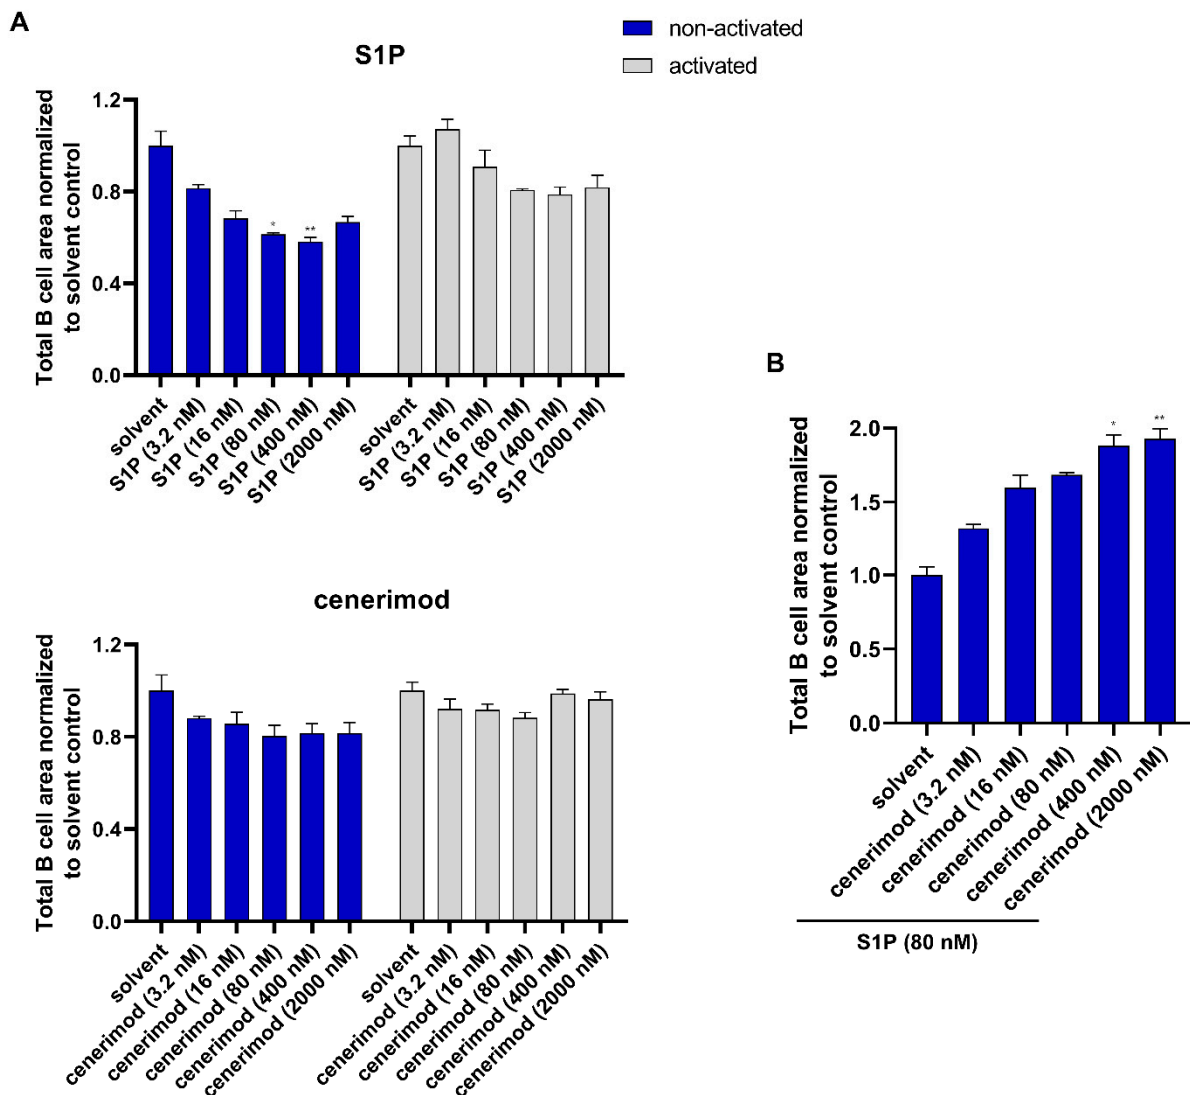 A
non-activated
activated
S1P
Total B cell area normalized
to solvent control
1.2
0.8
0.4
0.0
*
**
solvent
S1P (3.2 nM)
S1P (16 nM)
S1P (80 nM)
S1P (400 nM)
S1P (2000 nM)
solvent
S1P (3.2 nM)
S1P (16 nM)
S1P (80 nM)
S1P (400 nM)
S1P (2000 nM)
cenerimod
Total B cell area normalized
to solvent control
1.2
0.8
0.4
0.0
solvent
cenerimod (3.2 nM)
cenerimod (16 nM)
cenerimod (80 nM)
cenerimod (400 nM)
cenerimod (2000 nM)
solvent
cenerimod (3.2 nM)
cenerimod (16 nM)
cenerimod (80 nM)
cenerimod (400 nM)
cenerimod (2000 nM)
B
Total B cell area normalized
to solvent control
2.0
1.5
1.0
0.5
0.0
*
**
solvent
cenerimod (3.2 nM)
cenerimod (16 nM)
cenerimod (80 nM)
cenerimod (400 nM)
cenerimod (2000 nM)
S1P (80 nM)